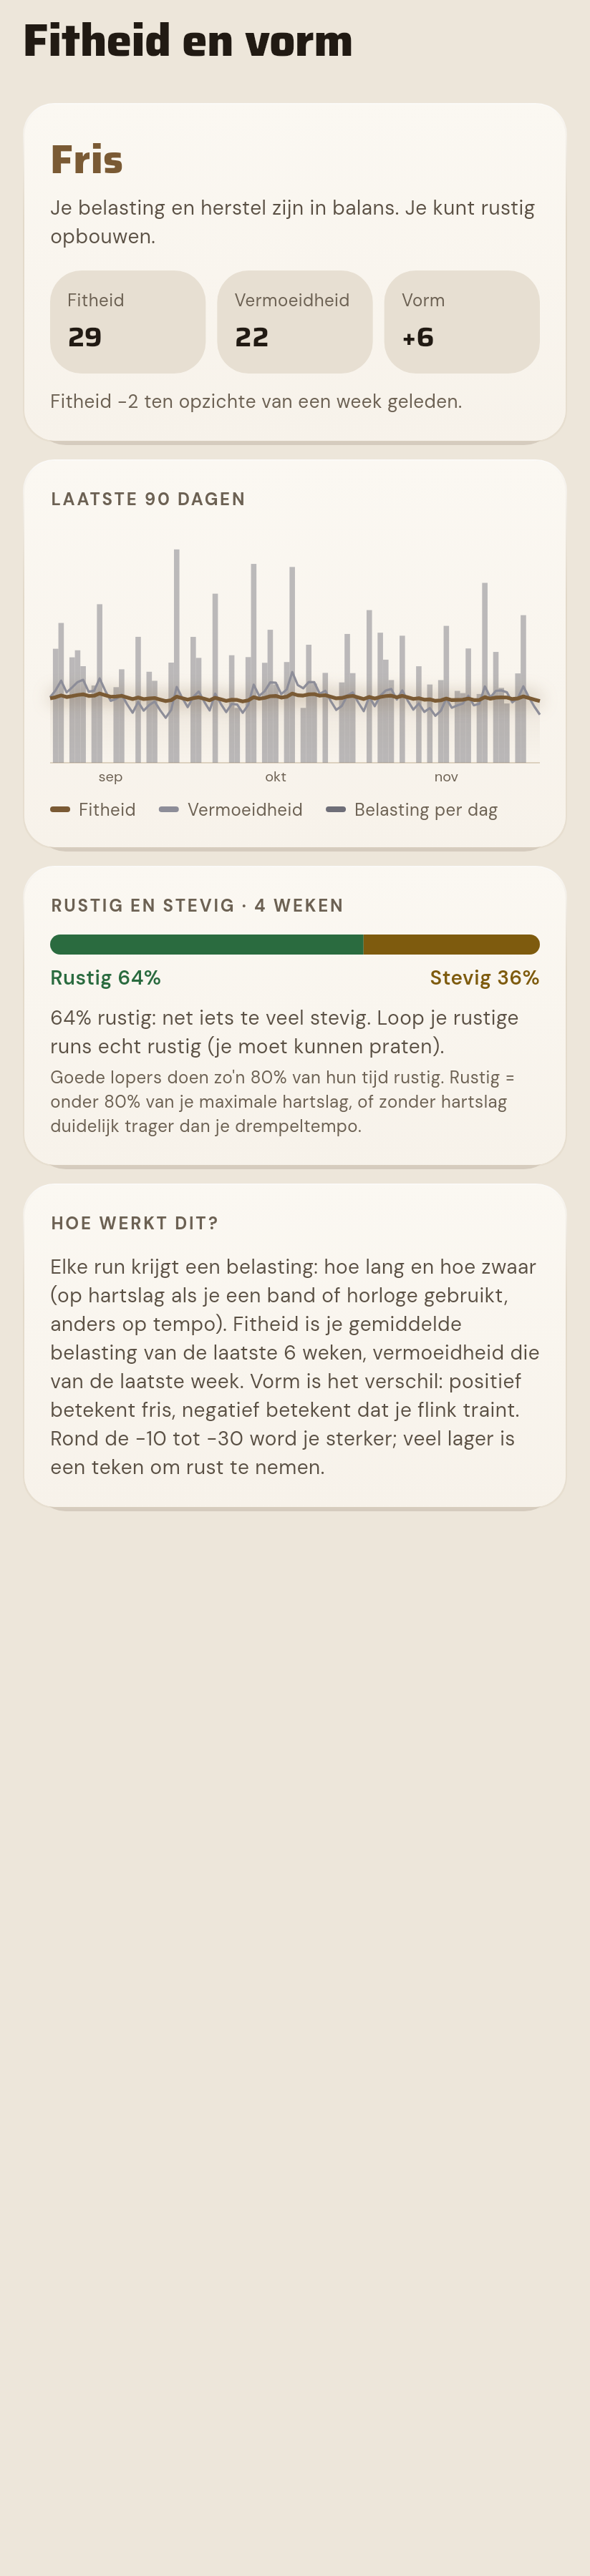 Fitheid en vorm
Fris
Je belasting en herstel zijn in balans. Je kunt rustig
opbouwen.
Fitheid
29
Vermoeidheid
22
Vorm
+6
Fitheid −2 ten opzichte van een week geleden.
LAATSTE 90 DAGEN
sep okt nov
Fitheid Vermoeidheid Belasting per dag
RUSTIG EN STEVIG · 4 WEKEN
Rustig 64% Stevig 36%
64% rustig: net iets te veel stevig. Loop je rustige
runs echt rustig (je moet kunnen praten).
Goede lopers doen zo'n 80% van hun tijd rustig. Rustig =
onder 80% van je maximale hartslag, of zonder hartslag
duidelijk trager dan je drempeltempo.
HOE WERKT DIT?
Elke run krijgt een belasting: hoe lang en hoe zwaar
(op hartslag als je een band of horloge gebruikt,
anders op tempo). Fitheid is je gemiddelde
belasting van de laatste 6 weken, vermoeidheid die
van de laatste week. Vorm is het verschil: positief
betekent fris, negatief betekent dat je flink traint.
Rond de −10 tot −30 word je sterker; veel lager is
een teken om rust te nemen.